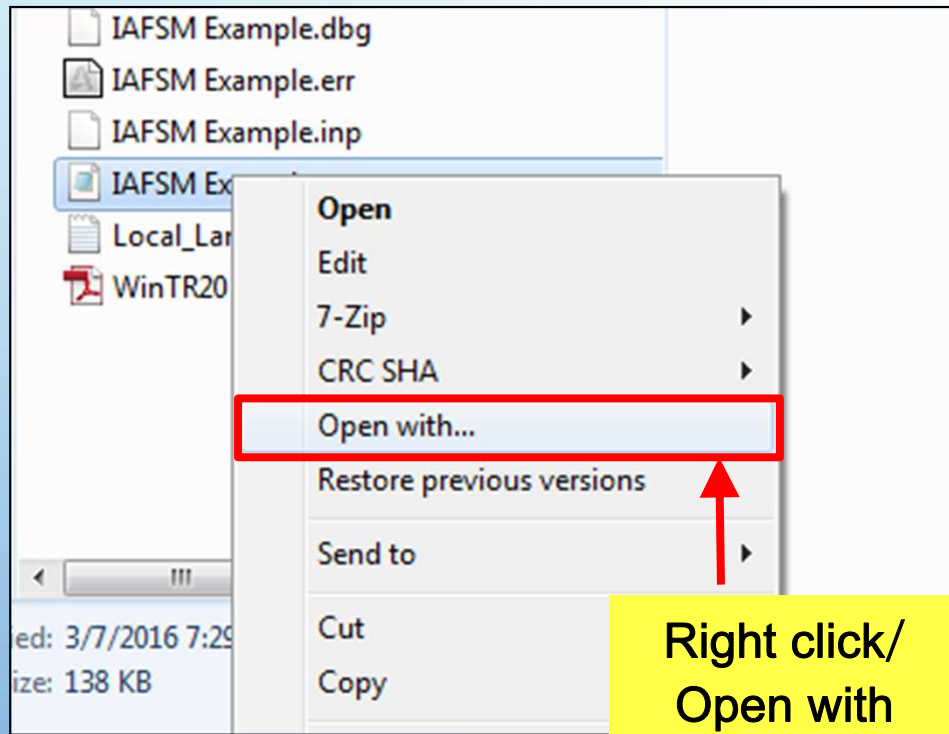 IAFSM Example.dbg
IAFSM Example.err
IAFSM Example.inp
IAFSM Ex
Local_Lar
WinTR20
Open
Edit
7-Zip
CRC SHA
Open with...
Restore previous versions
Send to
Cut
Copy
ied: 3/7/2016 7:29
ize: 138 KB
Right click/
Open with